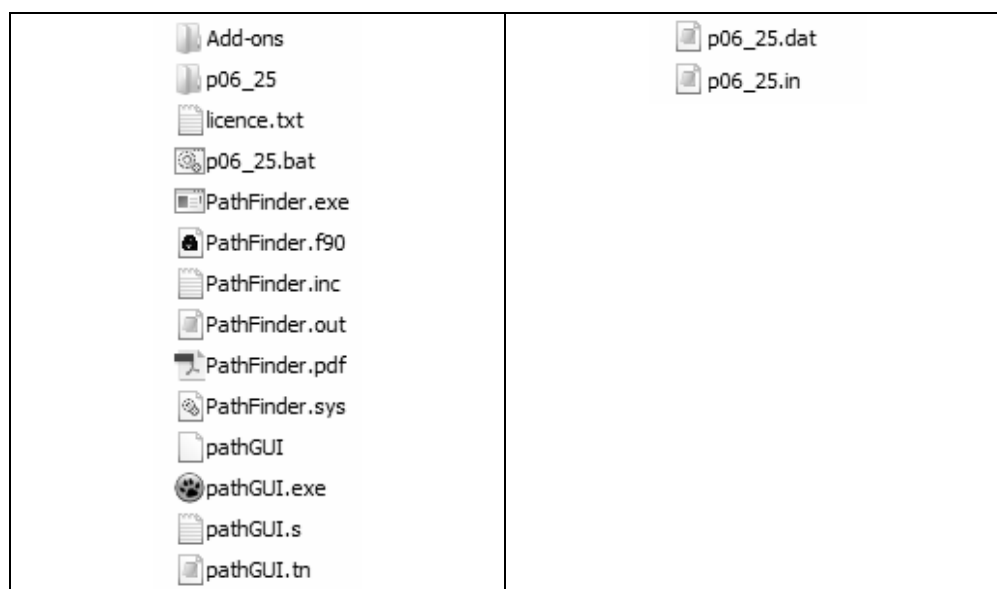 Add-ons
p06_25
licence.txt
p06_25.bat
PathFinder.exe
PathFinder.f90
PathFinder.inc
PathFinder.out
PathFinder.pdf
PathFinder.sys
pathGUI
pathGUI.exe
pathGUI.s
pathGUI.tn
p06_25.dat
p06_25.in